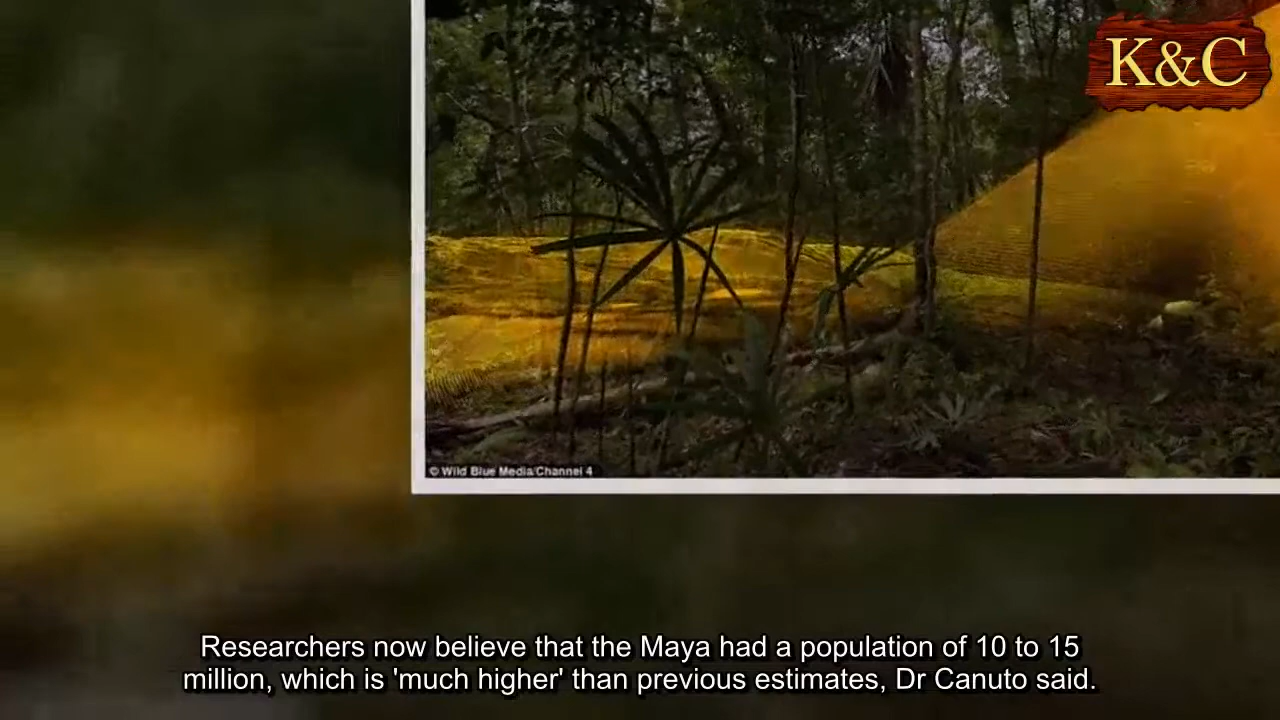 K&C
© Wild Blue Media/Channel 4
Researchers now believe that the Maya had a population of 10 to 15
million, which is 'much higher' than previous estimates, Dr Canuto said.